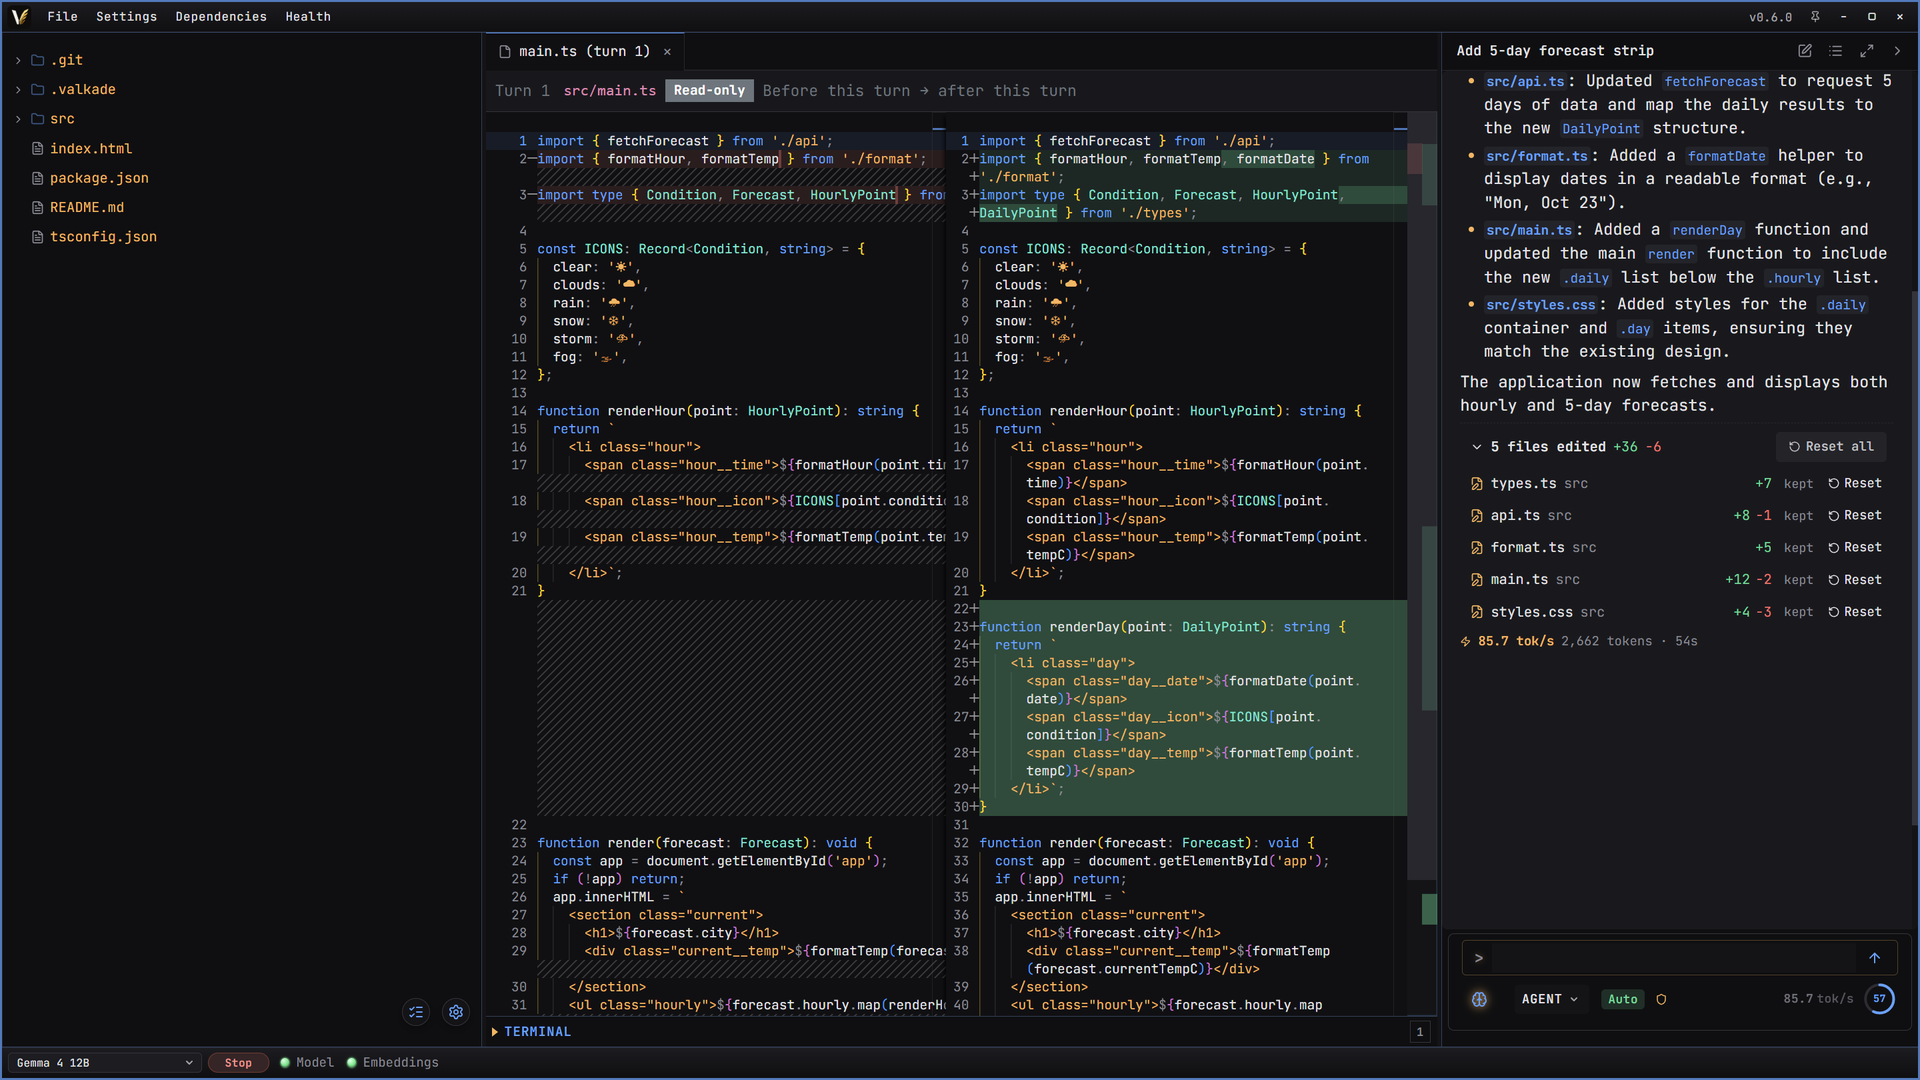 File Settings Dependencies Health
v0.6.0
.git
.valkade
src
index.html
package.json
README.md
tsconfig.json
main.ts (turn 1)
Turn 1 src/main.ts Read-only Before this turn → after this turn
1 import { fetchForecast } from './api';
2 import { formatHour, formatTemp } from './format';
3 import type { Condition, Forecast, HourlyPoint } from
4
5 const ICONS: Record<Condition, string> = {
6 clear: '☀',
7 clouds: '☁',
8 rain: '🌧',
9 snow: '❄',
10 storm: '⛈',
11 fog: '🌫',
12 };
13
14 function renderHour(point: HourlyPoint): string {
15 return `
16 <li class="hour">
17 <span class="hour__time">${formatHour(point.tim
18 <span class="hour__icon">${ICONS[point.conditio
19 <span class="hour__temp">${formatTemp(point.tem
20 </li>`;
21 }
22
23 function render(forecast: Forecast): void {
24 const app = document.getElementById('app');
25 if (!app) return;
26 app.innerHTML = `
27 <section class="current">
28 <h1>${forecast.city}</h1>
29 <div class="current__temp">${formatTemp(forecas
30 </section>
31 <ul class="hourly">${forecast.hourly.map(renderHo
1 import { fetchForecast } from './api';
2+ import { formatHour, formatTemp, formatDate } from
+ './format';
3+ import type { Condition, Forecast, HourlyPoint,
+ DailyPoint } from './types';
4
5 const ICONS: Record<Condition, string> = {
6 clear: '☀',
7 clouds: '☁',
8 rain: '🌧',
9 snow: '❄',
10 storm: '⛈',
11 fog: '🌫',
12 };
13
14 function renderHour(point: HourlyPoint): string {
15 return `
16 <li class="hour">
17 <span class="hour__time">${formatHour(point.
time)}</span>
18 <span class="hour__icon">${ICONS[point.
condition]}</span>
19 <span class="hour__temp">${formatTemp(point.
tempC)}</span>
20 </li>`;
21 }
22+
23+ function renderDay(point: DailyPoint): string {
24+ return `
25+ <li class="day">
26+ <span class="day__date">${formatDate(point.
+ date)}</span>
27+ <span class="day__icon">${ICONS[point.
+ condition]}</span>
28+ <span class="day__temp">${formatTemp(point.
+ tempC)}</span>
29+ </li>`;
30+ }
31
32 function render(forecast: Forecast): void {
33 const app = document.getElementById('app');
34 if (!app) return;
35 app.innerHTML = `
36 <section class="current">
37 <h1>${forecast.city}</h1>
38 <div class="current__temp">${formatTemp
(forecast.currentTempC)}</div>
39 </section>
40 <ul class="hourly">${forecast.hourly.map
TERMINAL
1
Add 5-day forecast strip
• src/api.ts: Updated fetchForecast to request 5
days of data and map the daily results to
the new DailyPoint structure.
• src/format.ts: Added a formatDate helper to
display dates in a readable format (e.g.,
"Mon, Oct 23").
• src/main.ts: Added a renderDay function and
updated the main render function to include
the new .daily list below the .hourly list.
• src/styles.css: Added styles for the .daily
container and .day items, ensuring they
match the existing design.
The application now fetches and displays both
hourly and 5-day forecasts.
5 files edited +36 -6 Reset all
types.ts src +7 kept Reset
api.ts src +8 -1 kept Reset
format.ts src +5 kept Reset
main.ts src +12 -2 kept Reset
styles.css src +4 -3 kept Reset
85.7 tok/s 2,662 tokens · 54s
>
AGENT Auto 85.7 tok/s 57
Gemma 4 12B Stop Model Embeddings